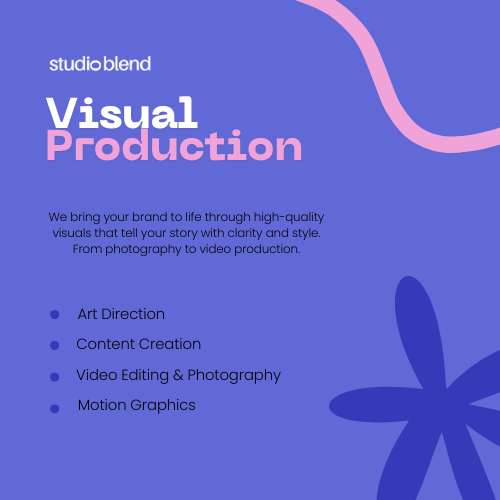 studio blend
Visual
Production
We bring your brand to life through high-quality
visuals that tell your story with clarity and style.
From photography to video production.
Art Direction
Content Creation
Video Editing & Photography
Motion Graphics